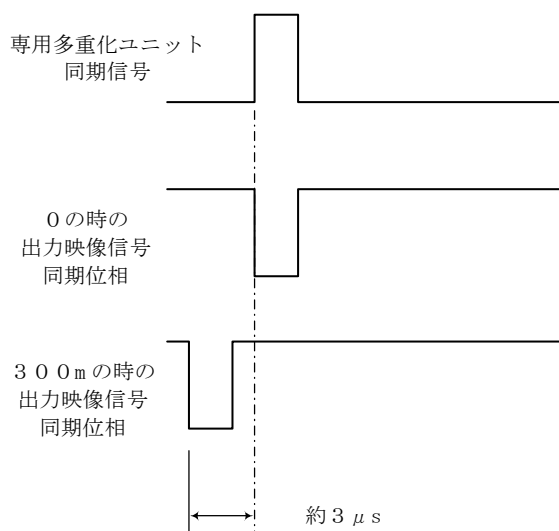 専用多重化ユニット
同期信号
０の時の
出力映像信号
同期位相
３００ｍの時の
出力映像信号
同期位相
約３μｓ